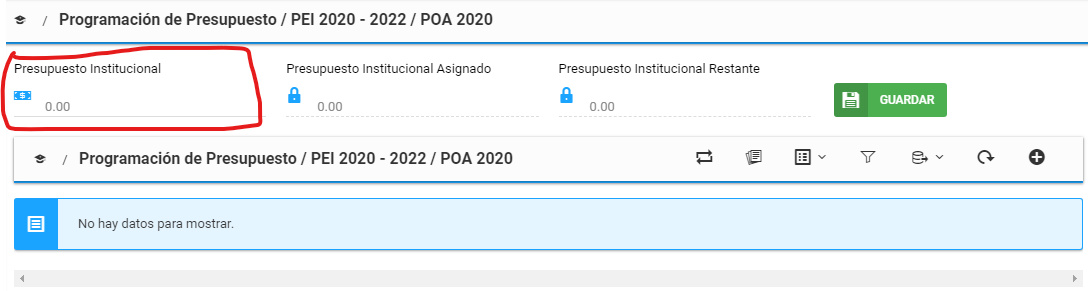 / Programación de Presupuesto / PEI 2020 - 2022 / POA 2020
Presupuesto Institucional Presupuesto Institucional Asignado Presupuesto Institucional Restante
0.00 0.00 0.00 GUARDAR
/ Programación de Presupuesto / PEI 2020 - 2022 / POA 2020
No hay datos para mostrar.